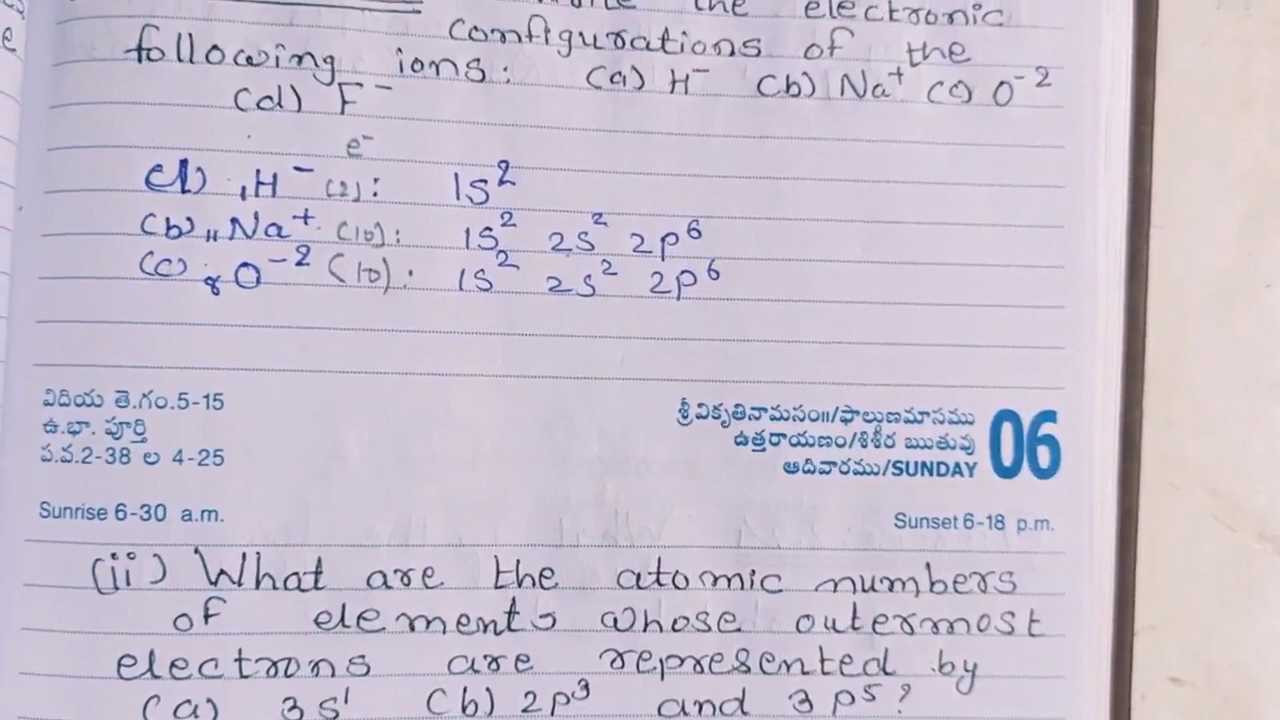 the electronic
configurations of the
following ions: (a) H⁻ (b) Na⁺ (c) O⁻²
(d) F⁻
e⁻
₁H⁻ (2): 1s²
(b) ₁₁Na⁺ (10): 1s² 2s² 2p⁶
(c) ₈O⁻² (10): 1s² 2s² 2p⁶
విదియ తె.గం.5-15
ఉ.భా. పూర్తి
ప.వ.2-38 ల 4-25
శ్రీవికృతినామసం॥/ఫాల్గుణమాసము
ఉత్తరాయణం/శిశిర ఋతువు
ఆదివారము/SUNDAY
06
Sunrise 6-30 a.m.
Sunset 6-18 p.m.
(ii) What are the atomic numbers
of elements whose outermost
electrons are represented by
(a) 3s¹ (b) 2p³ and 3p⁵?